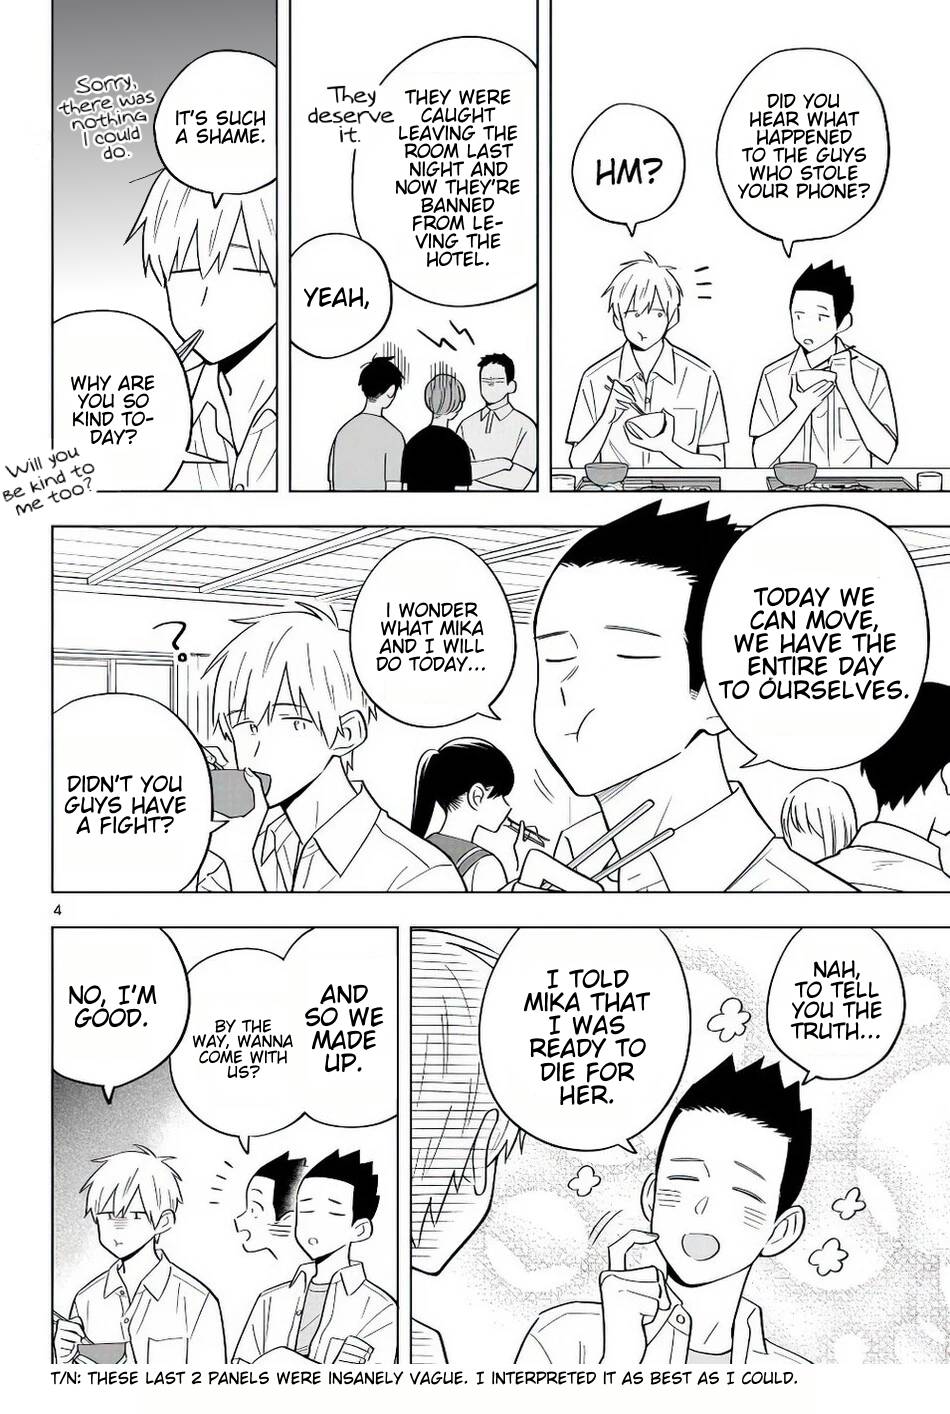 DID YOU
HEAR WHAT
HAPPENED
TO THE GUYS
WHO STOLE
YOUR PHONE?
HM?
THEY WERE
CAUGHT
LEAVING THE
ROOM LAST
NIGHT AND
NOW THEY'RE
BANNED
FROM LE-
VING THE
HOTEL.
They
deserve
it.
YEAH,
IT'S SUCH
A SHAME.
Sorry,
there was
nothing
I could
do.
WHY ARE
YOU SO
KIND TO-
DAY?
Will you
be kind to
me too?
TODAY WE
CAN MOVE,
WE HAVE THE
ENTIRE DAY
TO OURSELVES.
I WONDER
WHAT MIKA
AND I WILL
DO TODAY...
?
DIDN'T YOU
GUYS HAVE
A FIGHT?
4
NAH,
TO TELL
YOU THE
TRUTH...
I TOLD
MIKA THAT
I WAS
READY TO
DIE FOR
HER.
AND
SO WE
MADE
UP.
BY THE
WAY, WANNA
COME WITH
US?
NO, I'M
GOOD.
T/N: THESE LAST 2 PANELS WERE INSANELY VAGUE. I INTERPRETED IT AS BEST AS I COULD.